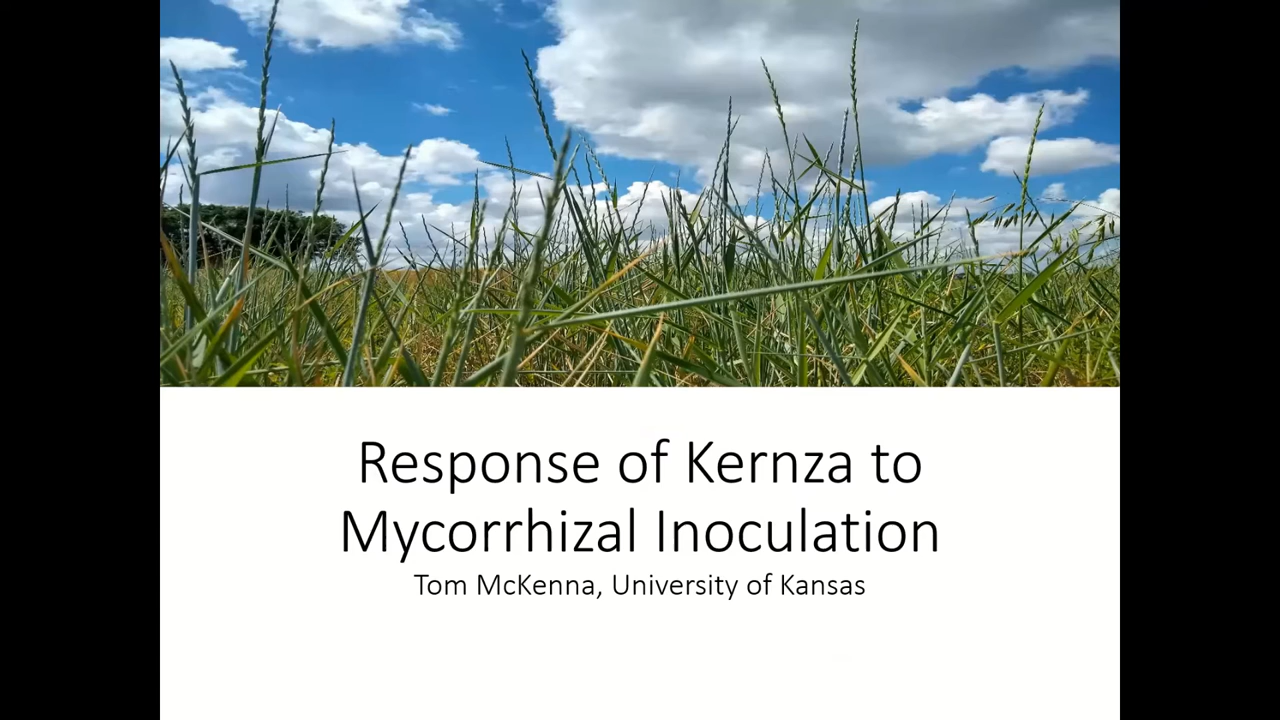 Response of Kernza to
Mycorrhizal Inoculation
Tom McKenna, University of Kansas